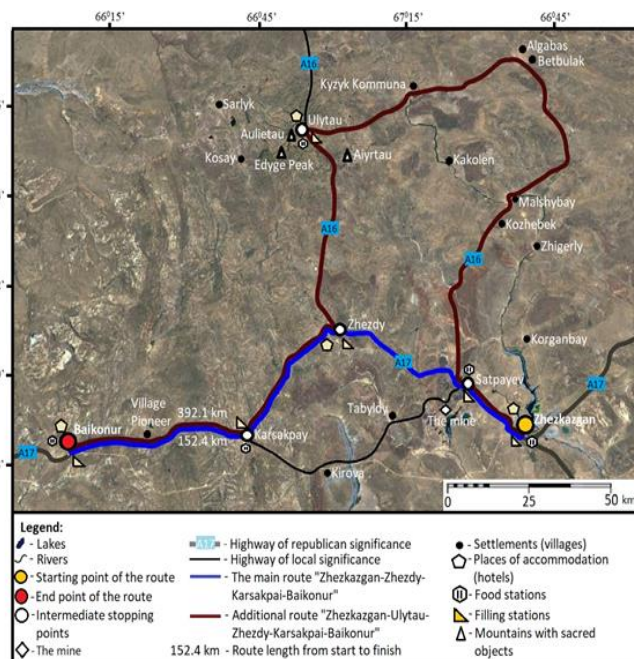 66°15' 66°45' 67°15' 66°45'
Algabas
Betbulak
A16
Kyzyk Kommuna
Sarlyk
Ulytau
Aulietau
Kosay
Edyge Peak
Aiyrtau
Kakolen
Malshybay
Kozhebek
A16
Zhigerly
A16
Zhezdy
Korganbay
A17
A17
Satpayev
Village
Pioneer
392.1 km
Tabyldy
The mine
Zhezkazgan
Baikonur
152.4 km
Karsakpay
A17
Kirova
0 25 50 km
Legend:
- Lakes
- Rivers
- Starting point of the route
- End point of the route
- Intermediate stopping
points
- The mine
A17 - Highway of republican significance
- Highway of local significance
- The main route "Zhezkazgan-Zhezdy-
Karsakpai-Baikonur"
- Additional route "Zhezkazgan-Ulytau-
Zhezdy-Karsakpai-Baikonur"
152.4 km - Route length from start to finish
- Settlements (villages)
- Places of accommodation
(hotels)
- Food stations
- Filling stations
- Mountains with sacred
objects